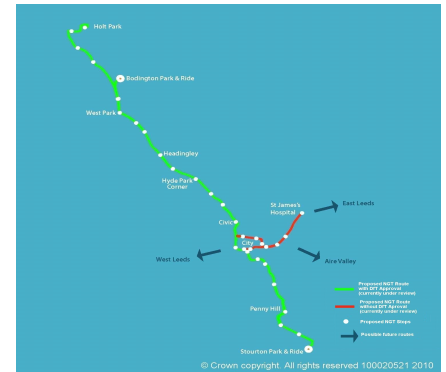 Holt Park
Bodington Park & Ride
West Park
Headingley
Hyde Park
Corner
St James's
Hospital
East Leeds
Civic
City
West Leeds
Aire Valley
Proposed NGT Route
with DfT Approval
(currently under review)
Proposed NGT Route
without DfT Approval
(currently under review)
Penny Hill
Proposed NGT Stops
Possible future routes
Stourton Park & Ride
© Crown copyright. All rights reserved 100020521 2010